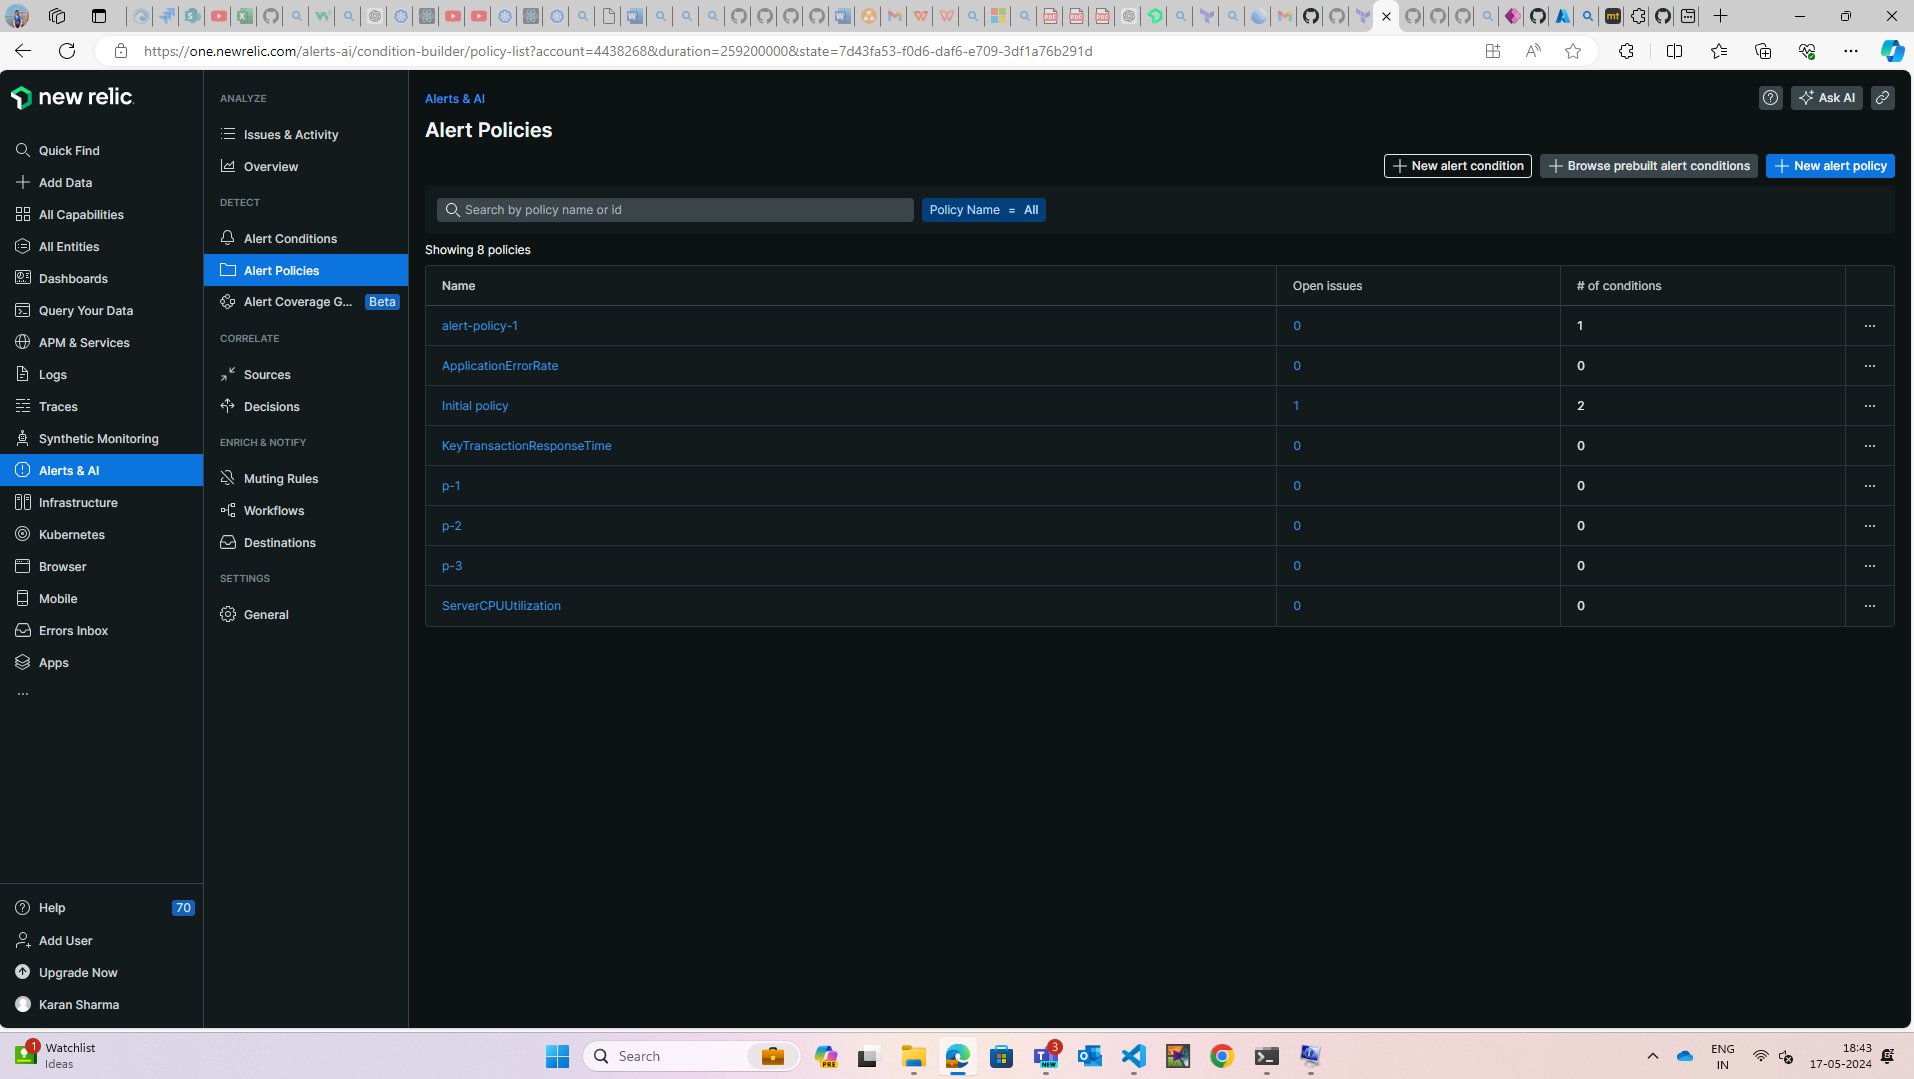 https://one.newrelic.com/alerts-ai/condition-builder/policy-list?account=4438268&duration=259200000&state=7d43fa53-f0d6-daf6-e709-3df1a76b291d
new relic
Quick Find
Add Data
All Capabilities
All Entities
Dashboards
Query Your Data
APM & Services
Logs
Traces
Synthetic Monitoring
Alerts & AI
Infrastructure
Kubernetes
Browser
Mobile
Errors Inbox
Apps
...
Help 70
Add User
Upgrade Now
Karan Sharma
ANALYZE
Issues & Activity
Overview
DETECT
Alert Conditions
Alert Policies
Alert Coverage G... Beta
CORRELATE
Sources
Decisions
ENRICH & NOTIFY
Muting Rules
Workflows
Destinations
SETTINGS
General
Alerts & AI
Ask AI
Alert Policies
New alert condition Browse prebuilt alert conditions New alert policy
Search by policy name or id Policy Name = All
Showing 8 policies
Name Open issues # of conditions
alert-policy-1 0 1 ...
ApplicationErrorRate 0 0 ...
Initial policy 1 2 ...
KeyTransactionResponseTime 0 0 ...
p-1 0 0 ...
p-2 0 0 ...
p-3 0 0 ...
ServerCPUUtilization 0 0 ...
1 Watchlist
Ideas
Search
PRE
3
NEW
ENG
IN
18:43
17-05-2024